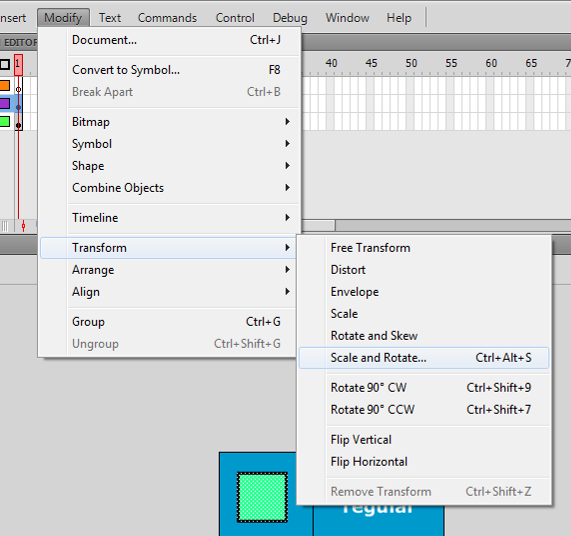 Insert Modify Text Commands Control Debug Window Help
EDITOR
1 40 45 50 55 60 65 70
Document... Ctrl+J
Convert to Symbol... F8
Break Apart Ctrl+B
Bitmap
Symbol
Shape
Combine Objects
Timeline
Transform
Arrange
Align
Group Ctrl+G
Ungroup Ctrl+Shift+G
Free Transform
Distort
Envelope
Scale
Rotate and Skew
Scale and Rotate... Ctrl+Alt+S
Rotate 90° CW Ctrl+Shift+9
Rotate 90° CCW Ctrl+Shift+7
Flip Vertical
Flip Horizontal
Remove Transform Ctrl+Shift+Z
regular